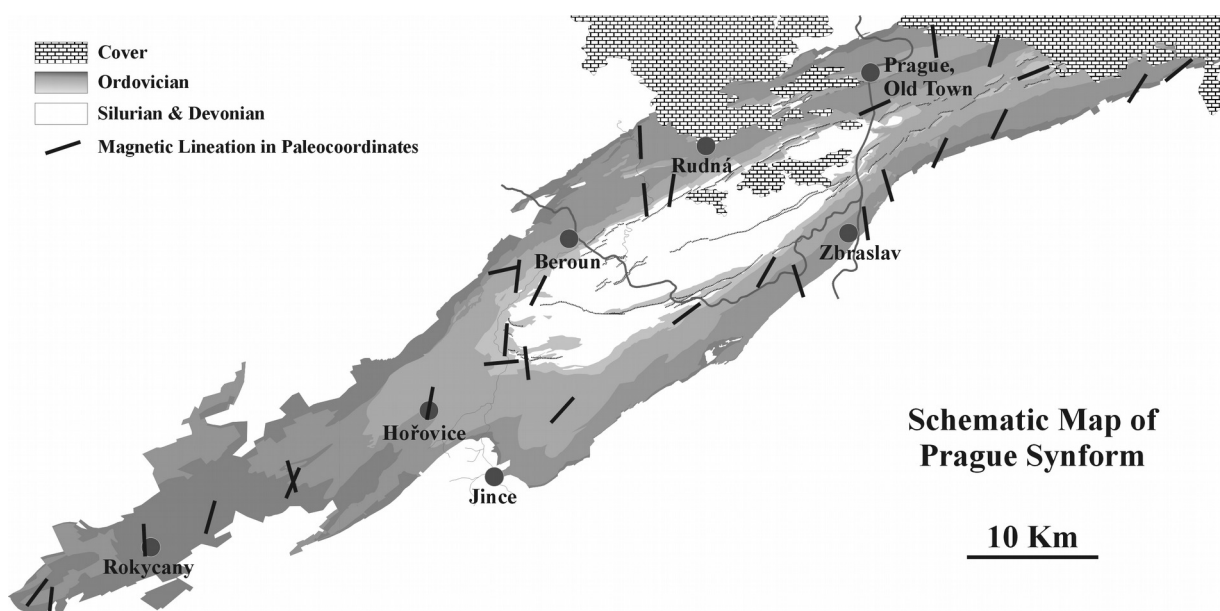 Cover
Ordovician
Silurian & Devonian
Magnetic Lineation in Paleocoordinates
Prague,
Old Town
Rudná
Beroun
Zbraslav
Hořovice
Jince
Rokycany
Schematic Map of
Prague Synform
10 Km